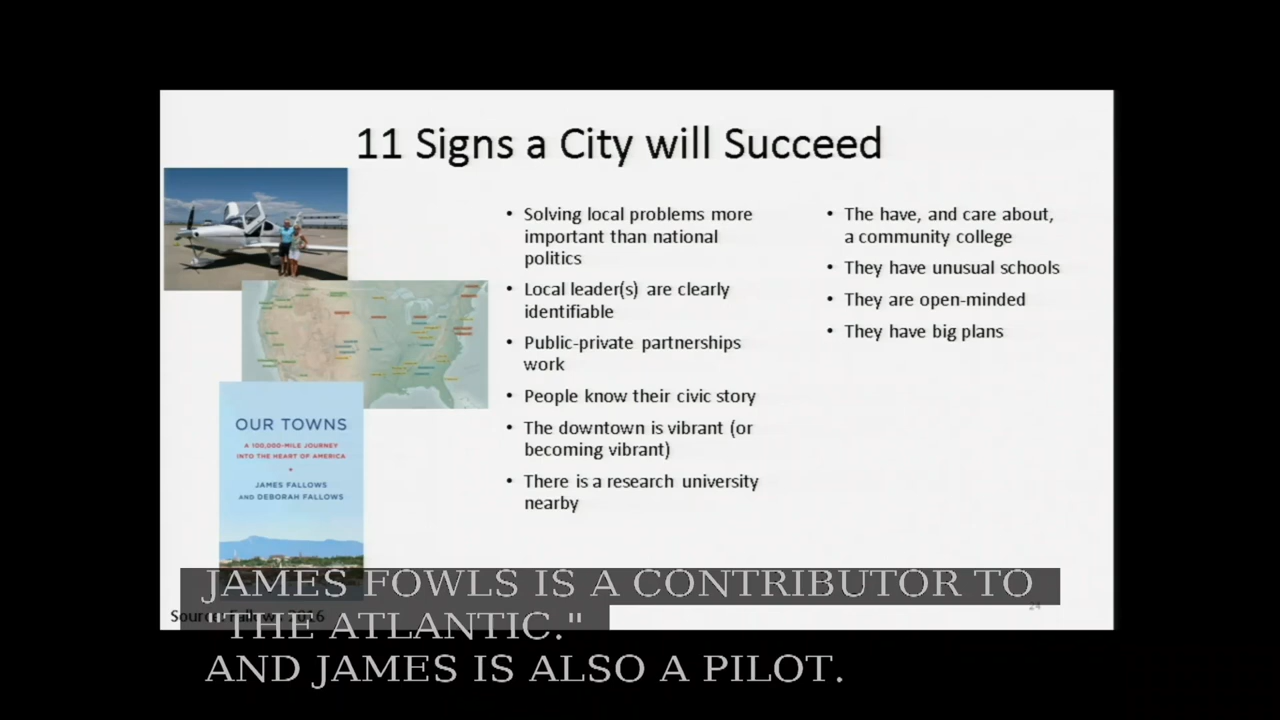 11 Signs a City will Succeed
• Solving local problems more
important than national
politics
• Local leader(s) are clearly
identifiable
• Public-private partnerships
work
• People know their civic story
• The downtown is vibrant (or
becoming vibrant)
• There is a research university
nearby
• The have, and care about,
a community college
• They have unusual schools
• They are open-minded
• They have big plans
OUR TOWNS
A 100,000-MILE JOURNEY
INTO THE HEART OF AMERICA
JAMES FALLOWS
AND DEBORAH FALLOWS
Source: Fallows 2016
24
JAMES FOWLS IS A CONTRIBUTOR TO
"THE ATLANTIC."
AND JAMES IS ALSO A PILOT.